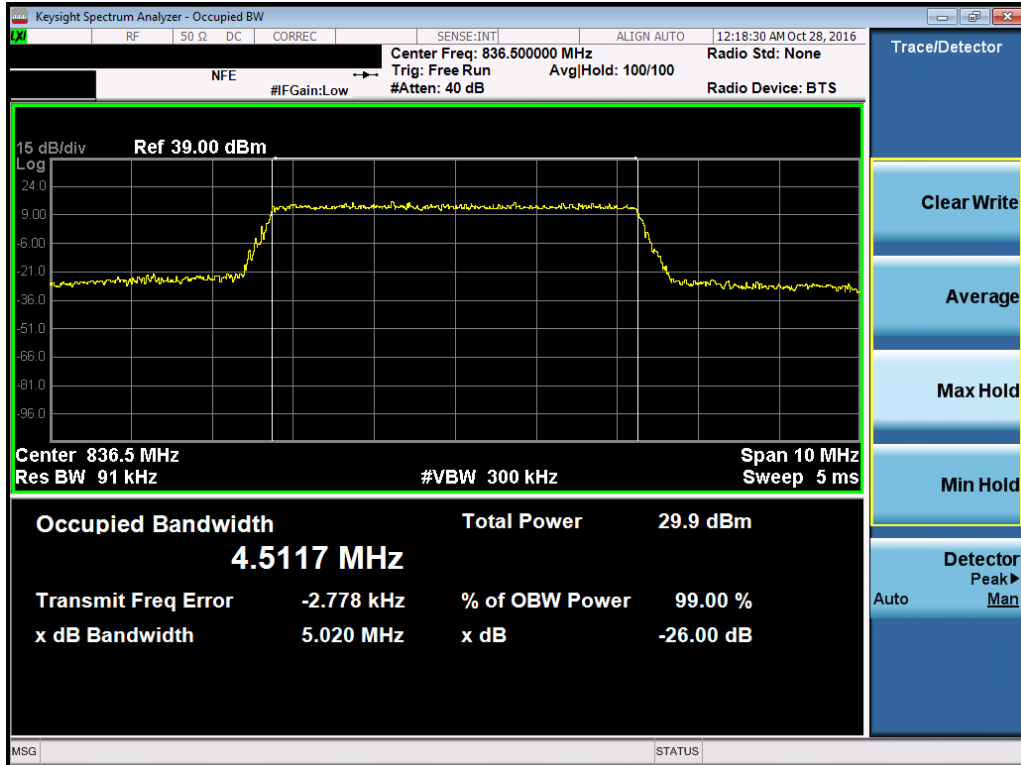 Keysight Spectrum Analyzer - Occupied BW
LXI RF 50 Ω DC CORREC SENSE:INT ALIGN AUTO 12:18:30 AM Oct 28, 2016
Center Freq: 836.500000 MHz Radio Std: None
NFE Trig: Free Run Avg|Hold: 100/100
#IFGain:Low #Atten: 40 dB Radio Device: BTS
15 dB/div Ref 39.00 dBm
Log
24.0
9.00
-6.00
-21.0
-36.0
-51.0
-66.0
-81.0
-96.0
Center 836.5 MHz Span 10 MHz
Res BW 91 kHz #VBW 300 kHz Sweep 5 ms
Occupied Bandwidth Total Power 29.9 dBm
4.5117 MHz
Transmit Freq Error -2.778 kHz % of OBW Power 99.00 %
x dB Bandwidth 5.020 MHz x dB -26.00 dB
MSG STATUS
Trace/Detector
Clear Write
Average
Max Hold
Min Hold
Detector
Peak▶
Auto Man